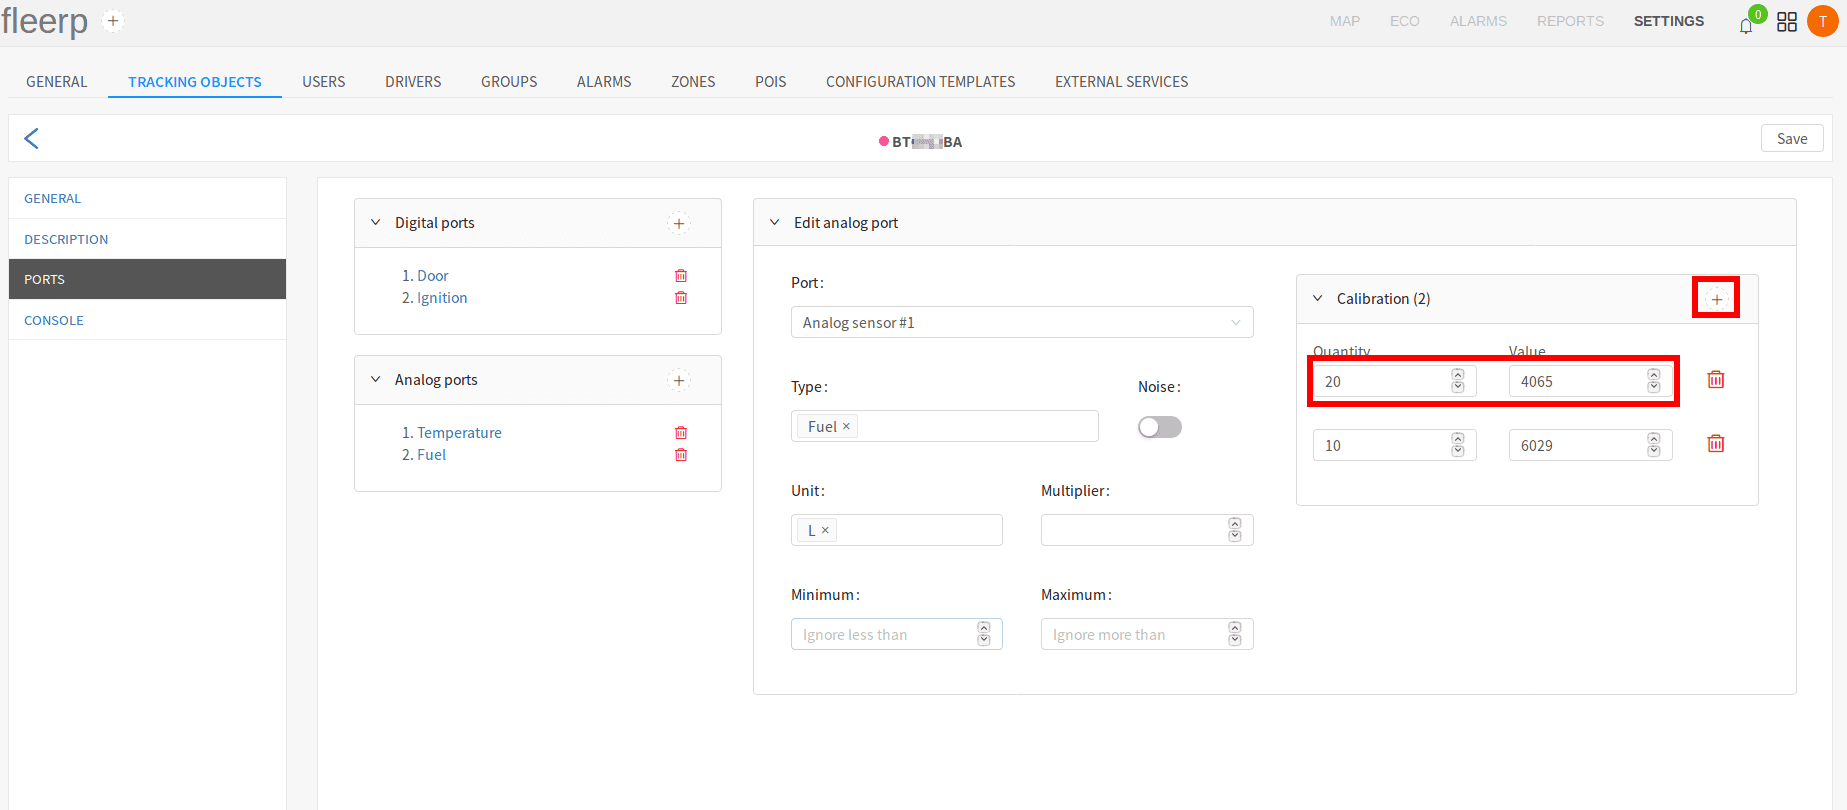 fleerp +
MAP ECO ALARMS REPORTS SETTINGS 0 T
GENERAL TRACKING OBJECTS USERS DRIVERS GROUPS ALARMS ZONES POIS CONFIGURATION TEMPLATES EXTERNAL SERVICES
BT BA
Save
GENERAL
DESCRIPTION
PORTS
CONSOLE
Digital ports +
1. Door
2. Ignition
Analog ports +
1. Temperature
2. Fuel
Edit analog port
Port:
Analog sensor #1
Type:
Noise:
Fuel ×
Unit:
Multiplier:
L ×
Minimum:
Maximum:
Ignore less than
Ignore more than
Calibration (2) +
Quantity Value
20 4065
10 6029